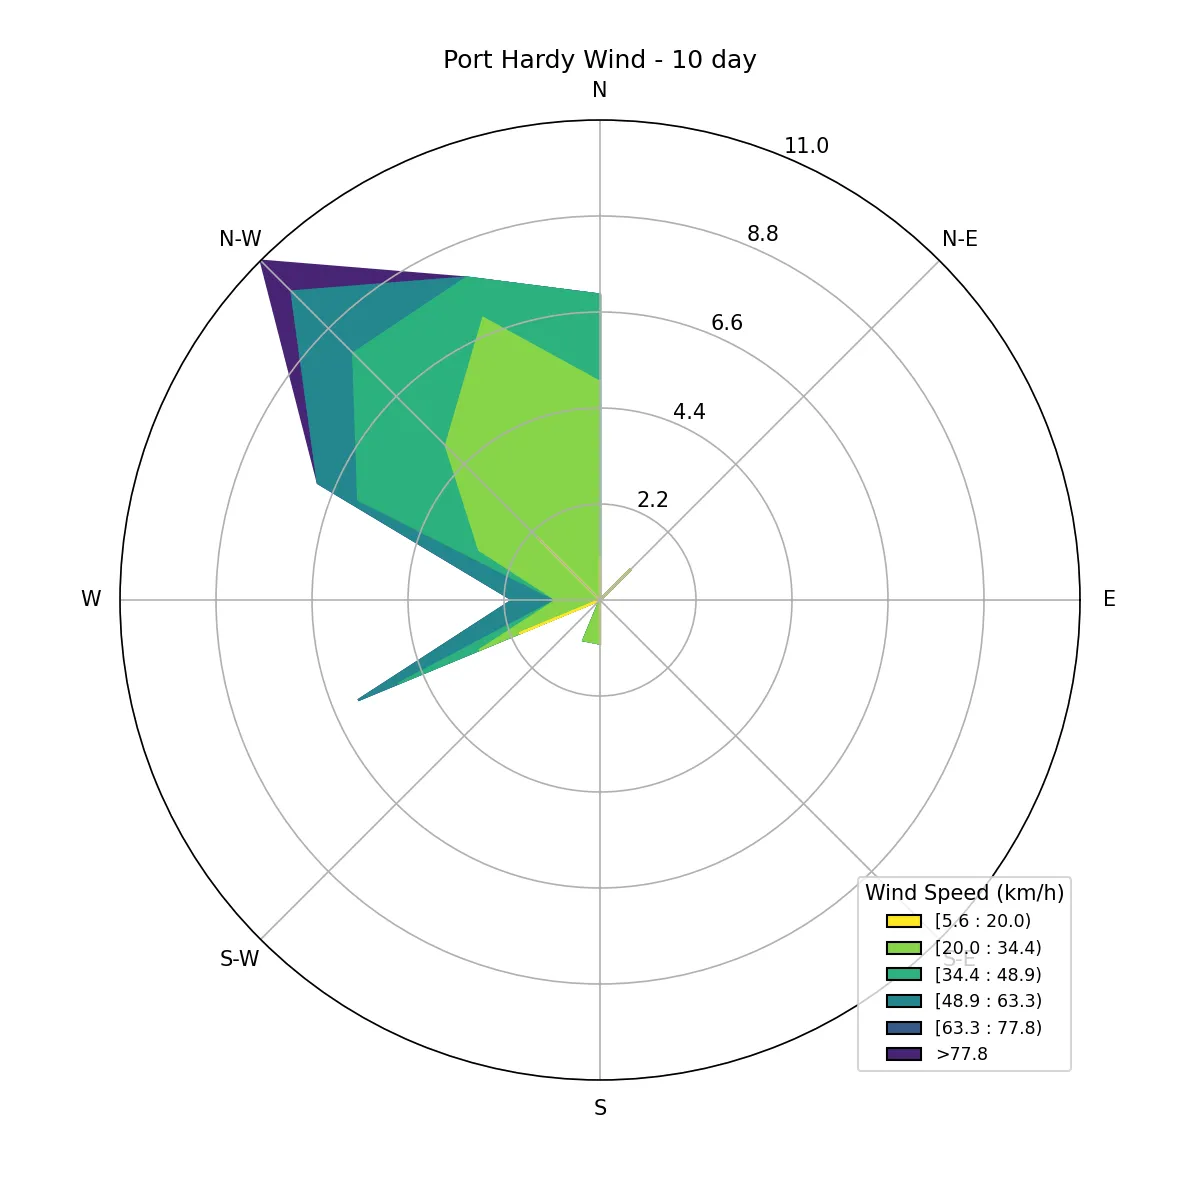 Port Hardy Wind - 10 day
N
11.0
8.8
N-W
N-E
6.6
4.4
2.2
W
E
Wind Speed (km/h)
[5.6 : 20.0)
[20.0 : 34.4)
S-W
S-E
[34.4 : 48.9)
[48.9 : 63.3)
[63.3 : 77.8)
>77.8
S